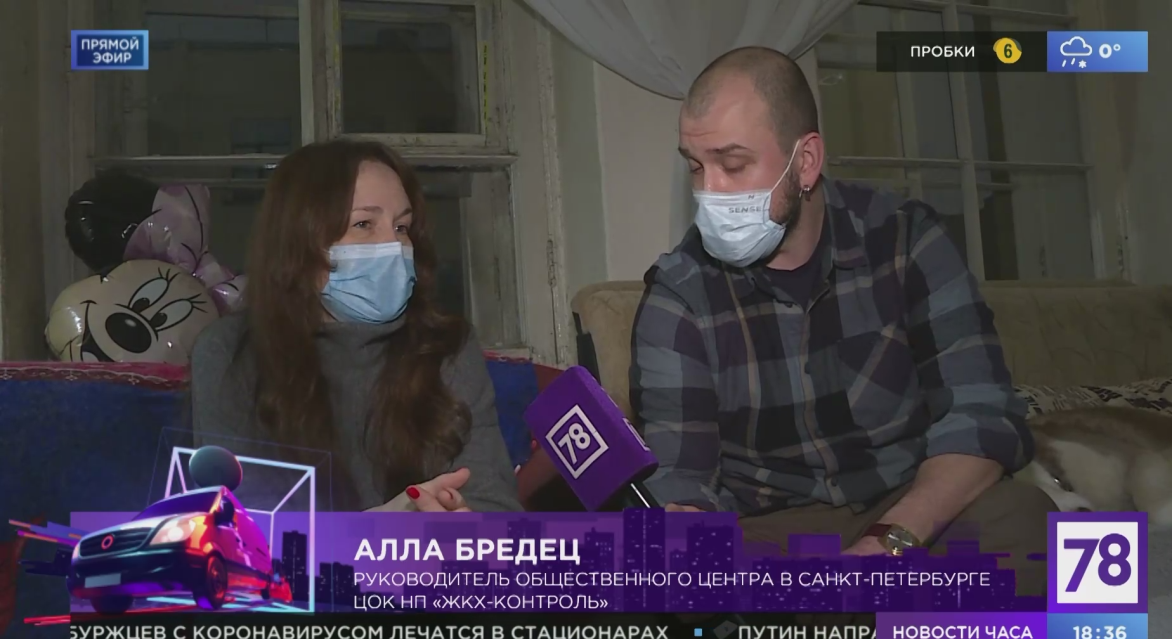 ПРЯМОЙ
ЭФИР
ПРОБКИ 6 0°
SENSE
78
АЛЛА БРЕДЕЦ
РУКОВОДИТЕЛЬ ОБЩЕСТВЕННОГО ЦЕНТРА В САНКТ-ПЕТЕРБУРГЕ
ЦОК НП «ЖКХ-КОНТРОЛЬ»
78
БУРЖЦЕВ С КОРОНАВИРУСОМ ЛЕЧАТСЯ В СТАЦИОНАРАХ ▪ ПУТИН НАПРА
НОВОСТИ ЧАСА 18:36